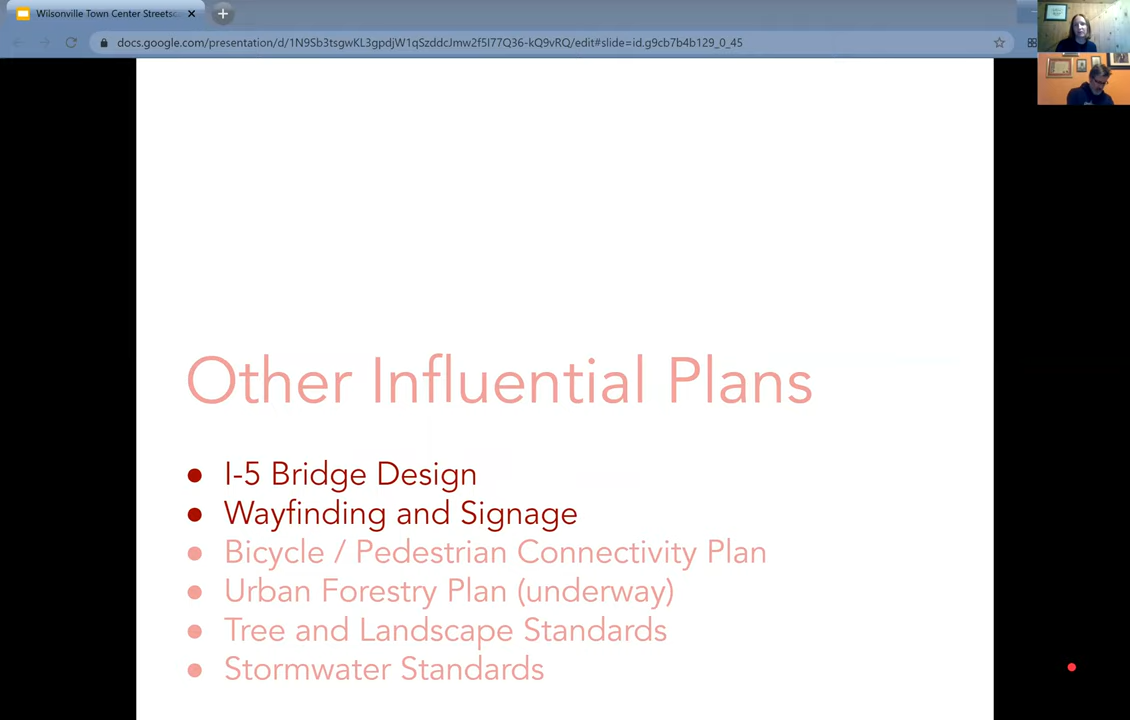 Wilsonville Town Center Streetsc
docs.google.com/presentation/d/1N9Sb3tsgwKL3gpdjW1qSzddcJmw2f5I77Q36-kQ9vRQ/edit#slide=id.g9cb7b4b129_0_45
Other Influential Plans
● I-5 Bridge Design
● Wayfinding and Signage
● Bicycle / Pedestrian Connectivity Plan
● Urban Forestry Plan (underway)
● Tree and Landscape Standards
● Stormwater Standards